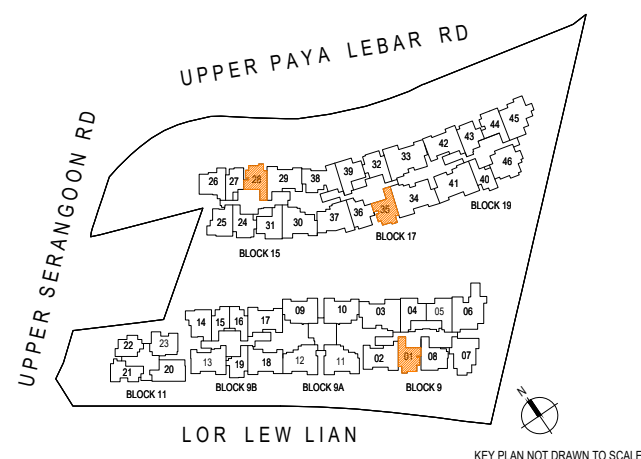 UPPER PAYA LEBAR RD
UPPER SERANGOON RD
26 27 28 29 38 39 32 33 42 43 44 45
25 24 31 30 37 36 35 34 41 40 46
BLOCK 15
BLOCK 17
BLOCK 19
14 15 16 17 09 10 03 04 05 06
22 23
21 20
13 19 18 12 11 02 01 08 07
BLOCK 11
BLOCK 9B
BLOCK 9A
BLOCK 9
LOR LEW LIAN
N
KEY PLAN NOT DRAWN TO SCALE